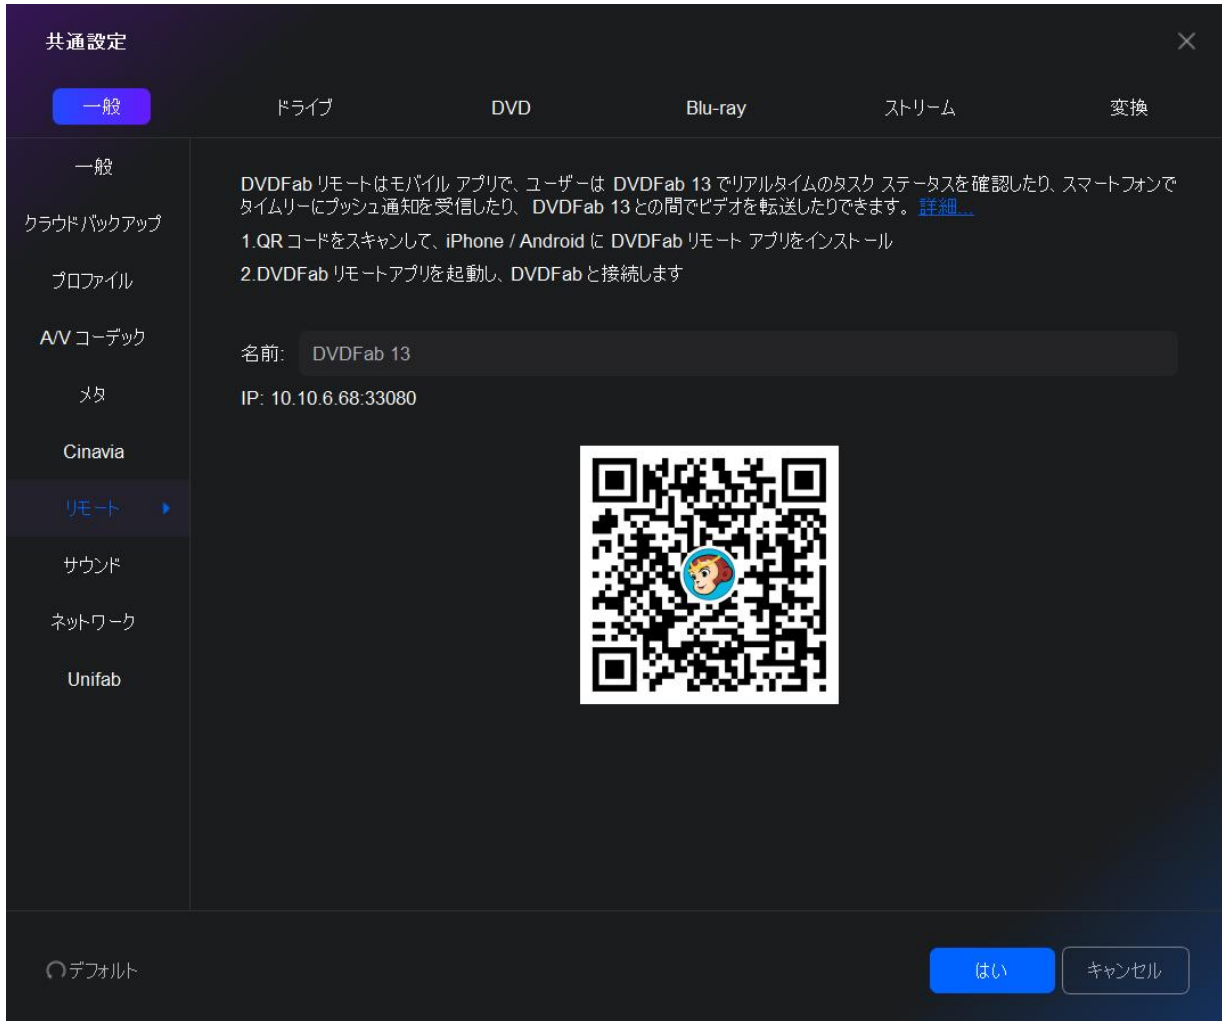 共通設定
一般
ドライブ
DVD
Blu-ray
ストリーム
変換
一般
クラウドバックアップ
プロファイル
A/V コーデック
メタ
Cinavia
リモート
サウンド
ネットワーク
Unifab
DVDFab リモートはモバイル アプリで、ユーザーは DVDFab 13 でリアルタイムのタスク ステータスを確認したり、スマートフォンで
タイムリーにプッシュ通知を受信したり、 DVDFab 13 との間でビデオを転送したりできます。 詳細...
1.QR コードをスキャンして、iPhone / Android に DVDFab リモート アプリをインストール
2.DVDFab リモートアプリを起動し、DVDFab と接続します
名前: DVDFab 13
IP: 10.10.6.68:33080
デフォルト
はい
キャンセル